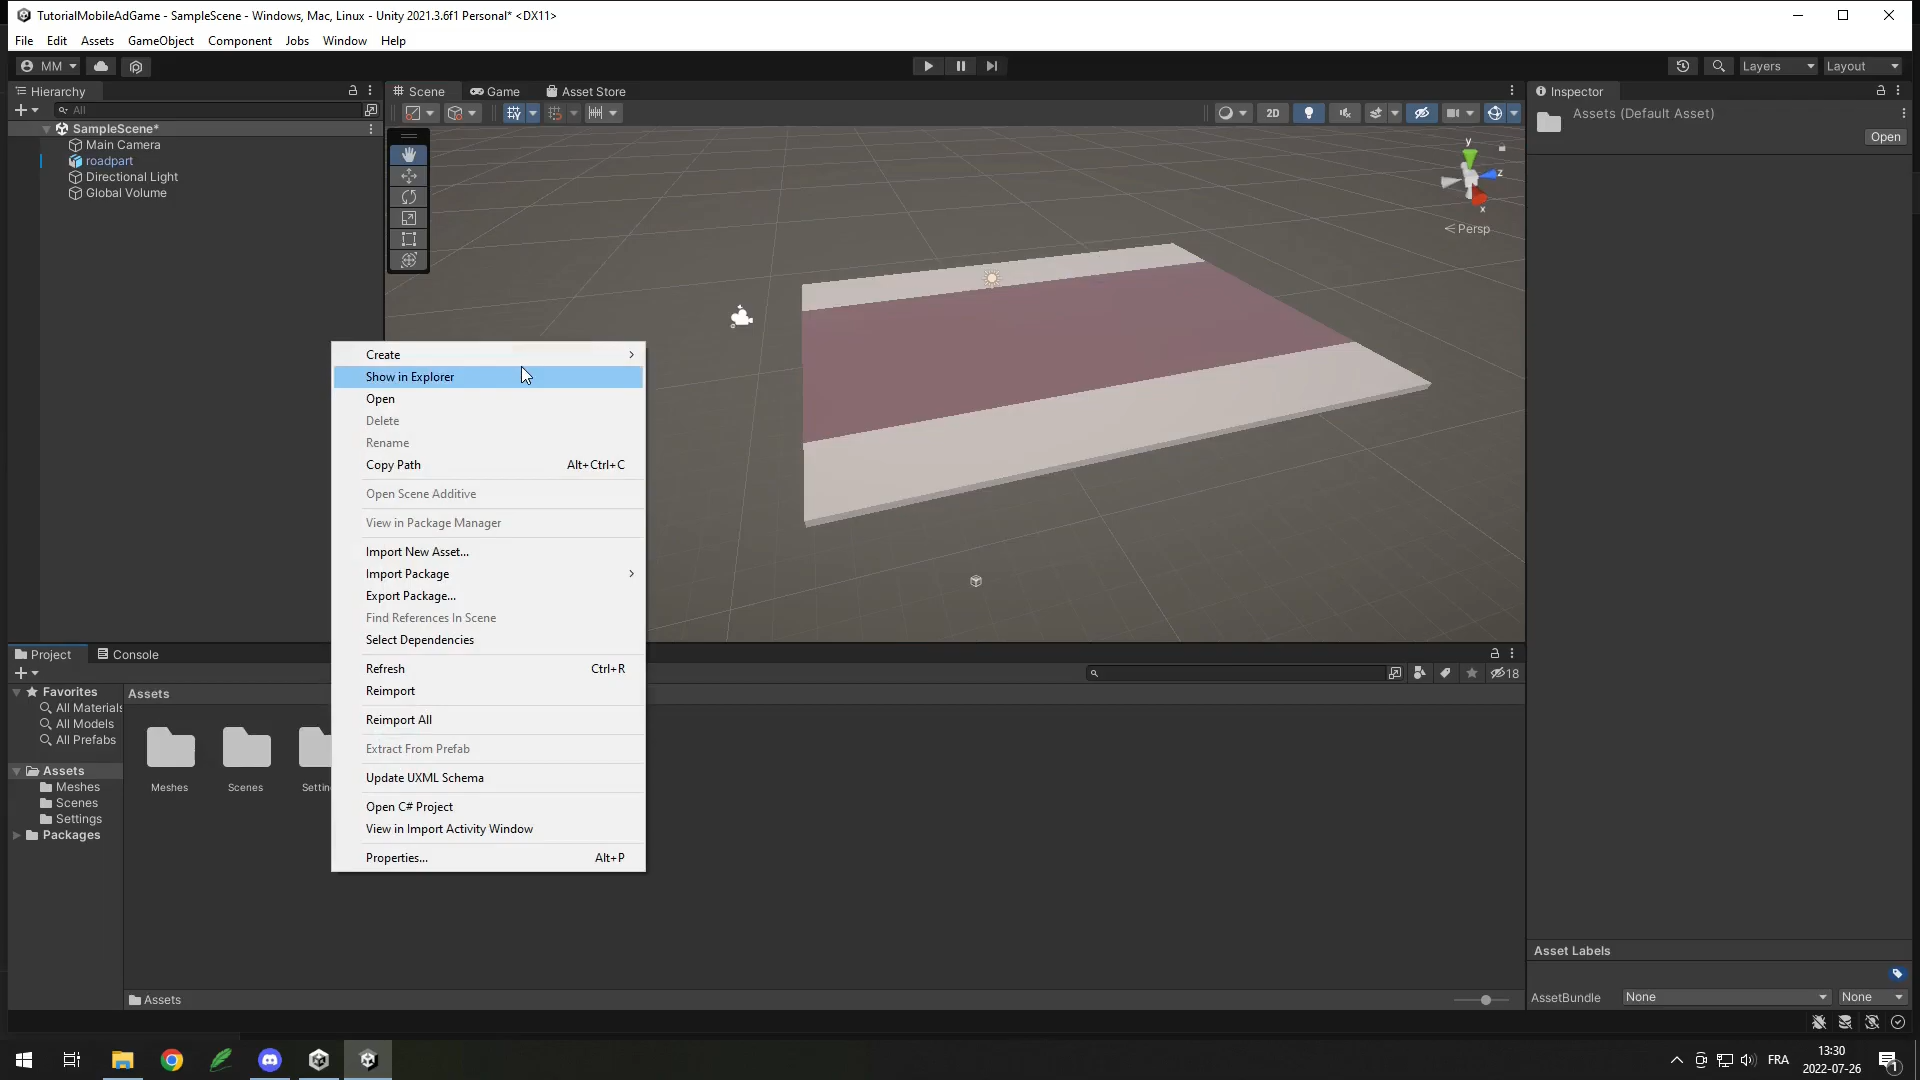 TutorialMobileAdGame - SampleScene - Windows, Mac, Linux - Unity 2021.3.6f1 Personal* <DX11>
File Edit Assets GameObject Component Jobs Window Help
MM
Layers Layout
Hierarchy
All
SampleScene*
Main Camera
roadpart
Directional Light
Global Volume
Scene Game Asset Store
2D
y
z
x
< Persp
Inspector
Assets (Default Asset)
Open
Create
Show in Explorer
Open
Delete
Rename
Copy Path Alt+Ctrl+C
Open Scene Additive
View in Package Manager
Import New Asset...
Import Package
Export Package...
Find References In Scene
Select Dependencies
Refresh Ctrl+R
Reimport
Reimport All
Extract From Prefab
Update UXML Schema
Open C# Project
View in Import Activity Window
Properties... Alt+P
Project Console
18
Favorites
All Materials
All Models
All Prefabs
Assets
Meshes
Scenes
Settings
Packages
Assets
Meshes Scenes Settin
Assets
Asset Labels
AssetBundle None None
FRA
13:30
2022-07-26
1